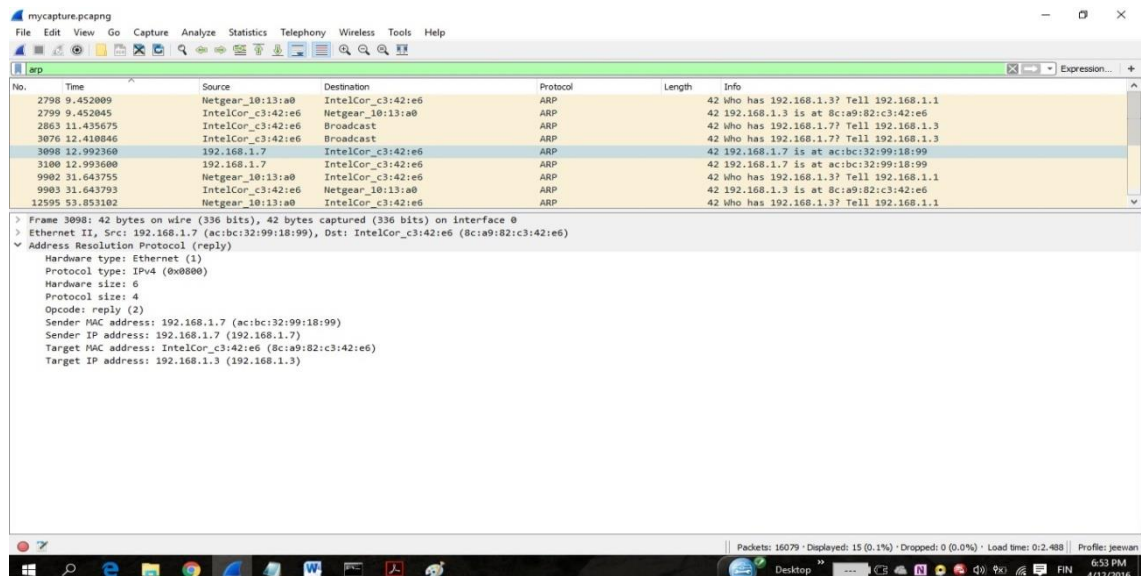 mycapture.pcapng
File Edit View Go Capture Analyze Statistics Telephony Wireless Tools Help
arp Expression... +
No. Time Source Destination Protocol Length Info
2798 9.452009 Netgear_10:13:a0 IntelCor_c3:42:e6 ARP 42 Who has 192.168.1.3? Tell 192.168.1.1
2799 9.452045 IntelCor_c3:42:e6 Netgear_10:13:a0 ARP 42 192.168.1.3 is at 8c:a9:82:c3:42:e6
2863 11.435675 IntelCor_c3:42:e6 Broadcast ARP 42 Who has 192.168.1.7? Tell 192.168.1.3
3076 12.410846 IntelCor_c3:42:e6 Broadcast ARP 42 Who has 192.168.1.7? Tell 192.168.1.3
3098 12.992360 192.168.1.7 IntelCor_c3:42:e6 ARP 42 192.168.1.7 is at ac:bc:32:99:18:99
3100 12.993600 192.168.1.7 IntelCor_c3:42:e6 ARP 42 192.168.1.7 is at ac:bc:32:99:18:99
9902 31.643755 Netgear_10:13:a0 IntelCor_c3:42:e6 ARP 42 Who has 192.168.1.3? Tell 192.168.1.1
9903 31.643793 IntelCor_c3:42:e6 Netgear_10:13:a0 ARP 42 192.168.1.3 is at 8c:a9:82:c3:42:e6
12595 53.853102 Netgear_10:13:a0 IntelCor_c3:42:e6 ARP 42 Who has 192.168.1.3? Tell 192.168.1.1
> Frame 3098: 42 bytes on wire (336 bits), 42 bytes captured (336 bits) on interface 0
> Ethernet II, Src: 192.168.1.7 (ac:bc:32:99:18:99), Dst: IntelCor_c3:42:e6 (8c:a9:82:c3:42:e6)
Address Resolution Protocol (reply)
Hardware type: Ethernet (1)
Protocol type: IPv4 (0x0800)
Hardware size: 6
Protocol size: 4
Opcode: reply (2)
Sender MAC address: 192.168.1.7 (ac:bc:32:99:18:99)
Sender IP address: 192.168.1.7 (192.168.1.7)
Target MAC address: IntelCor_c3:42:e6 (8c:a9:82:c3:42:e6)
Target IP address: 192.168.1.3 (192.168.1.3)
Packets: 16079 · Displayed: 15 (0.1%) · Dropped: 0 (0.0%) · Load time: 0:2.488 Profile: jeewan
Desktop FIN 6:53 PM
4/12/2016